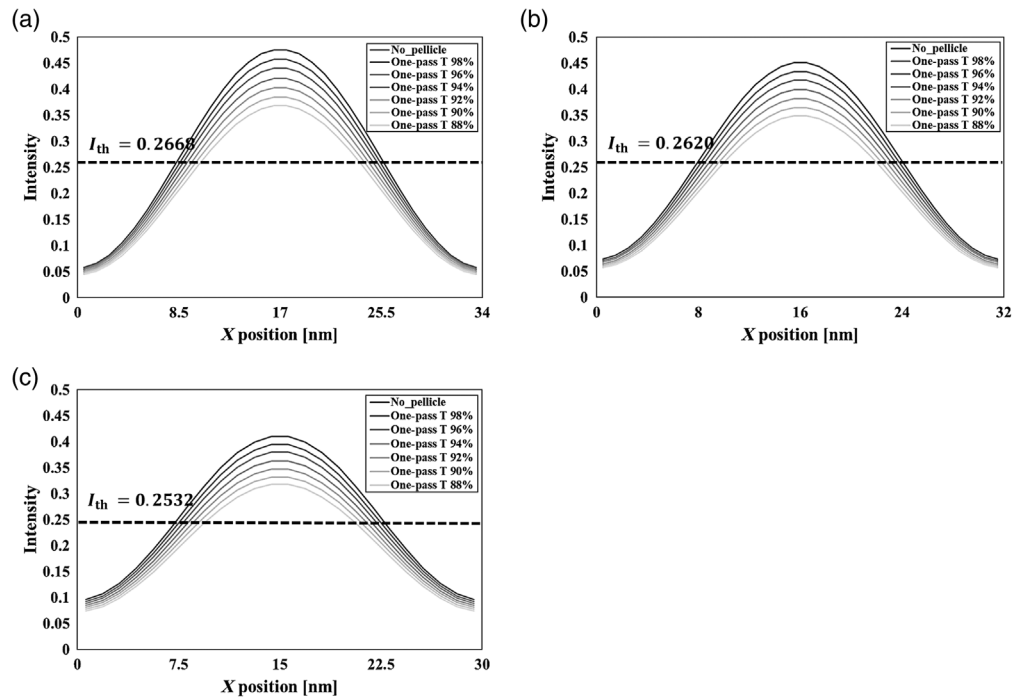 (a)
0.5
0.45
0.4
0.35
0.3
0.25
0.2
0.15
0.1
0.05
0
Intensity
No_pellicle
One-pass T 98%
One-pass T 96%
One-pass T 94%
One-pass T 92%
One-pass T 90%
One-pass T 88%
I th = 0.2668
0 8.5 17 25.5 34
X position [nm]
(b)
0.5
0.45
0.4
0.35
0.3
0.25
0.2
0.15
0.1
0.05
0
Intensity
No_pellicle
One-pass T 98%
One-pass T 96%
One-pass T 94%
One-pass T 92%
One-pass T 90%
One-pass T 88%
I th = 0.2620
0 8 16 24 32
X position [nm]
(c)
0.5
0.45
0.4
0.35
0.3
0.25
0.2
0.15
0.1
0.05
0
Intensity
No_pellicle
One-pass T 98%
One-pass T 96%
One-pass T 94%
One-pass T 92%
One-pass T 90%
One-pass T 88%
I th = 0.2532
0 7.5 15 22.5 30
X position [nm]